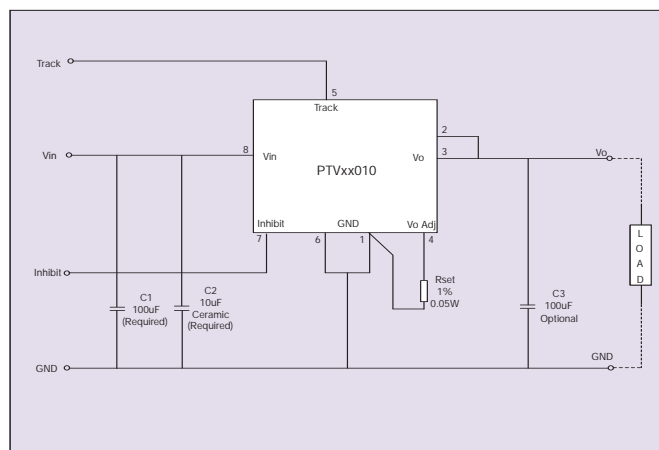 Track
5
Track
Vin
8
Vin
PTVxx010
Vo
2
3
Vo
Inhibit
GND
Vo Adj
7
6
1
4
Inhibit
C1
100uF
(Required)
C2
10uF
Ceramic
(Required)
Rset
1%
0.05W
C3
100uF
Optional
LOAD
GND
GND